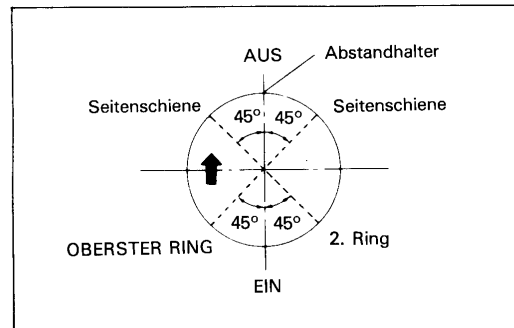 AUS
Abstandhalter
Seitenschiene
Seitenschiene
45° 45°
45° 45°
OBERSTER RING
2. Ring
EIN